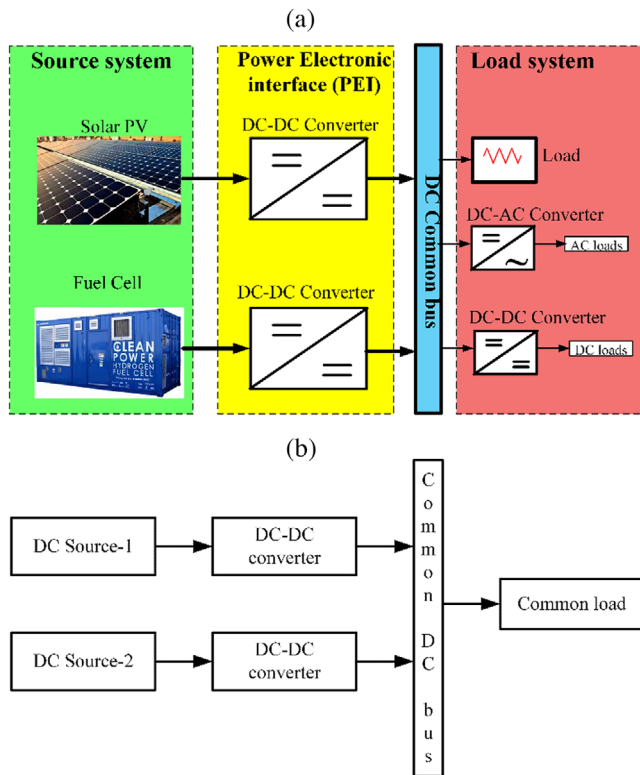 (a)
Source system
Power Electronic
interface (PEI)
Load system
Solar PV
DC-DC Converter
Load
DC-AC Converter
AC loads
DC Common bus
Fuel Cell
DC-DC Converter
DC-DC Converter
DC loads
CLEAN
POWER
HYDROGEN
FUEL CELL
(b)
DC Source-1
DC-DC
converter
Common DC bus
Common load
DC Source-2
DC-DC
converter